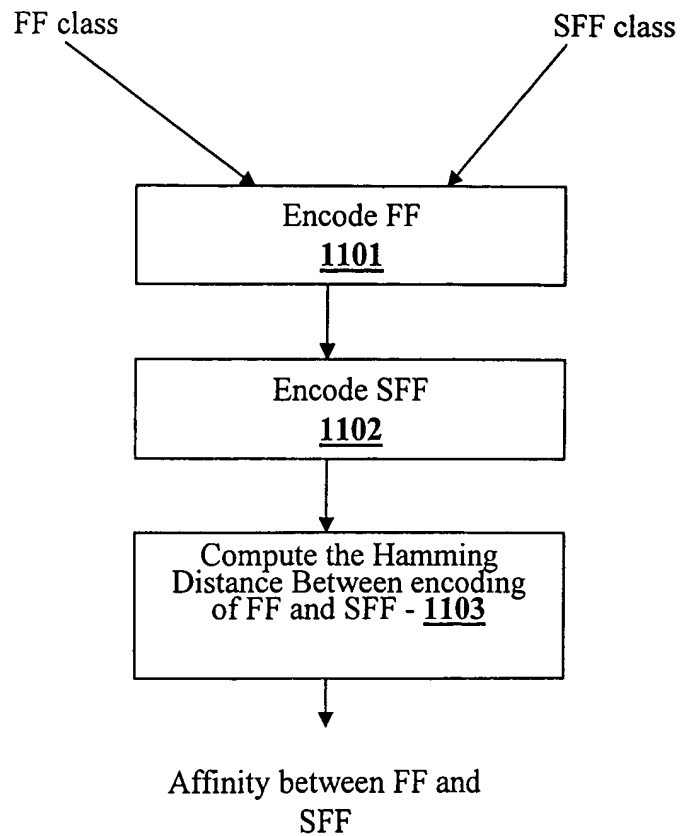 FF class
SFF class
Encode FF
1101
Encode SFF
1102
Compute the Hamming
Distance Between encoding
of FF and SFF - 1103
Affinity between FF and
SFF